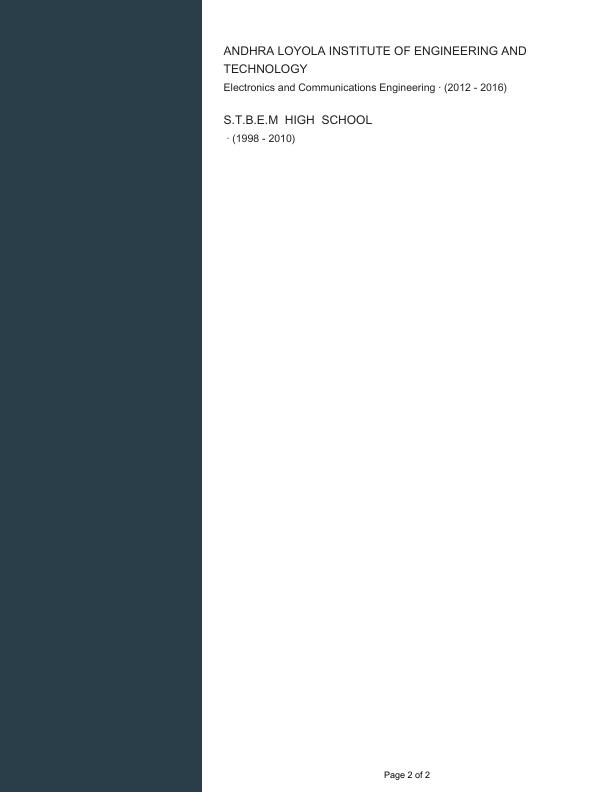 ANDHRA LOYOLA INSTITUTE OF ENGINEERING AND
TECHNOLOGY
Electronics and Communications Engineering · (2012 - 2016)
S.T.B.E.M  HIGH  SCHOOL
· (1998 - 2010)
Page 2 of 2